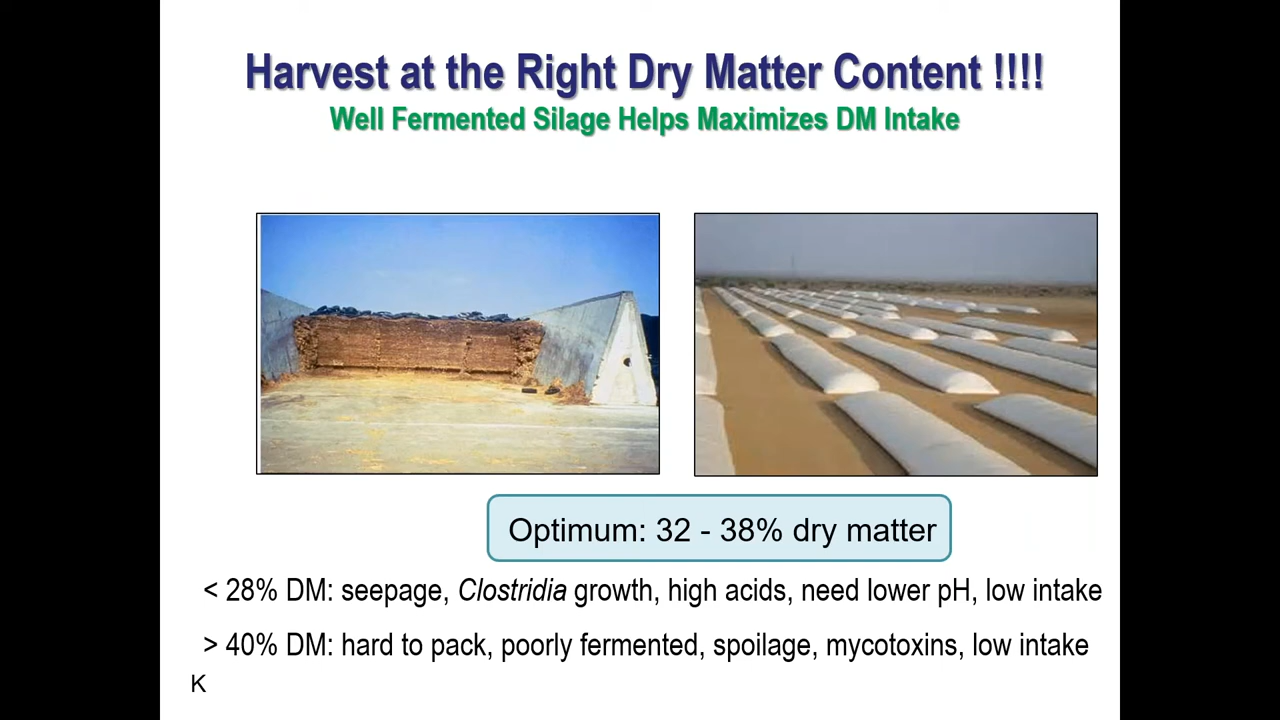 Harvest at the Right Dry Matter Content !!!!
Well Fermented Silage Helps Maximizes DM Intake
Optimum: 32 - 38% dry matter
< 28% DM: seepage, Clostridia growth, high acids, need lower pH, low intake
> 40% DM: hard to pack, poorly fermented, spoilage, mycotoxins, low intake
K